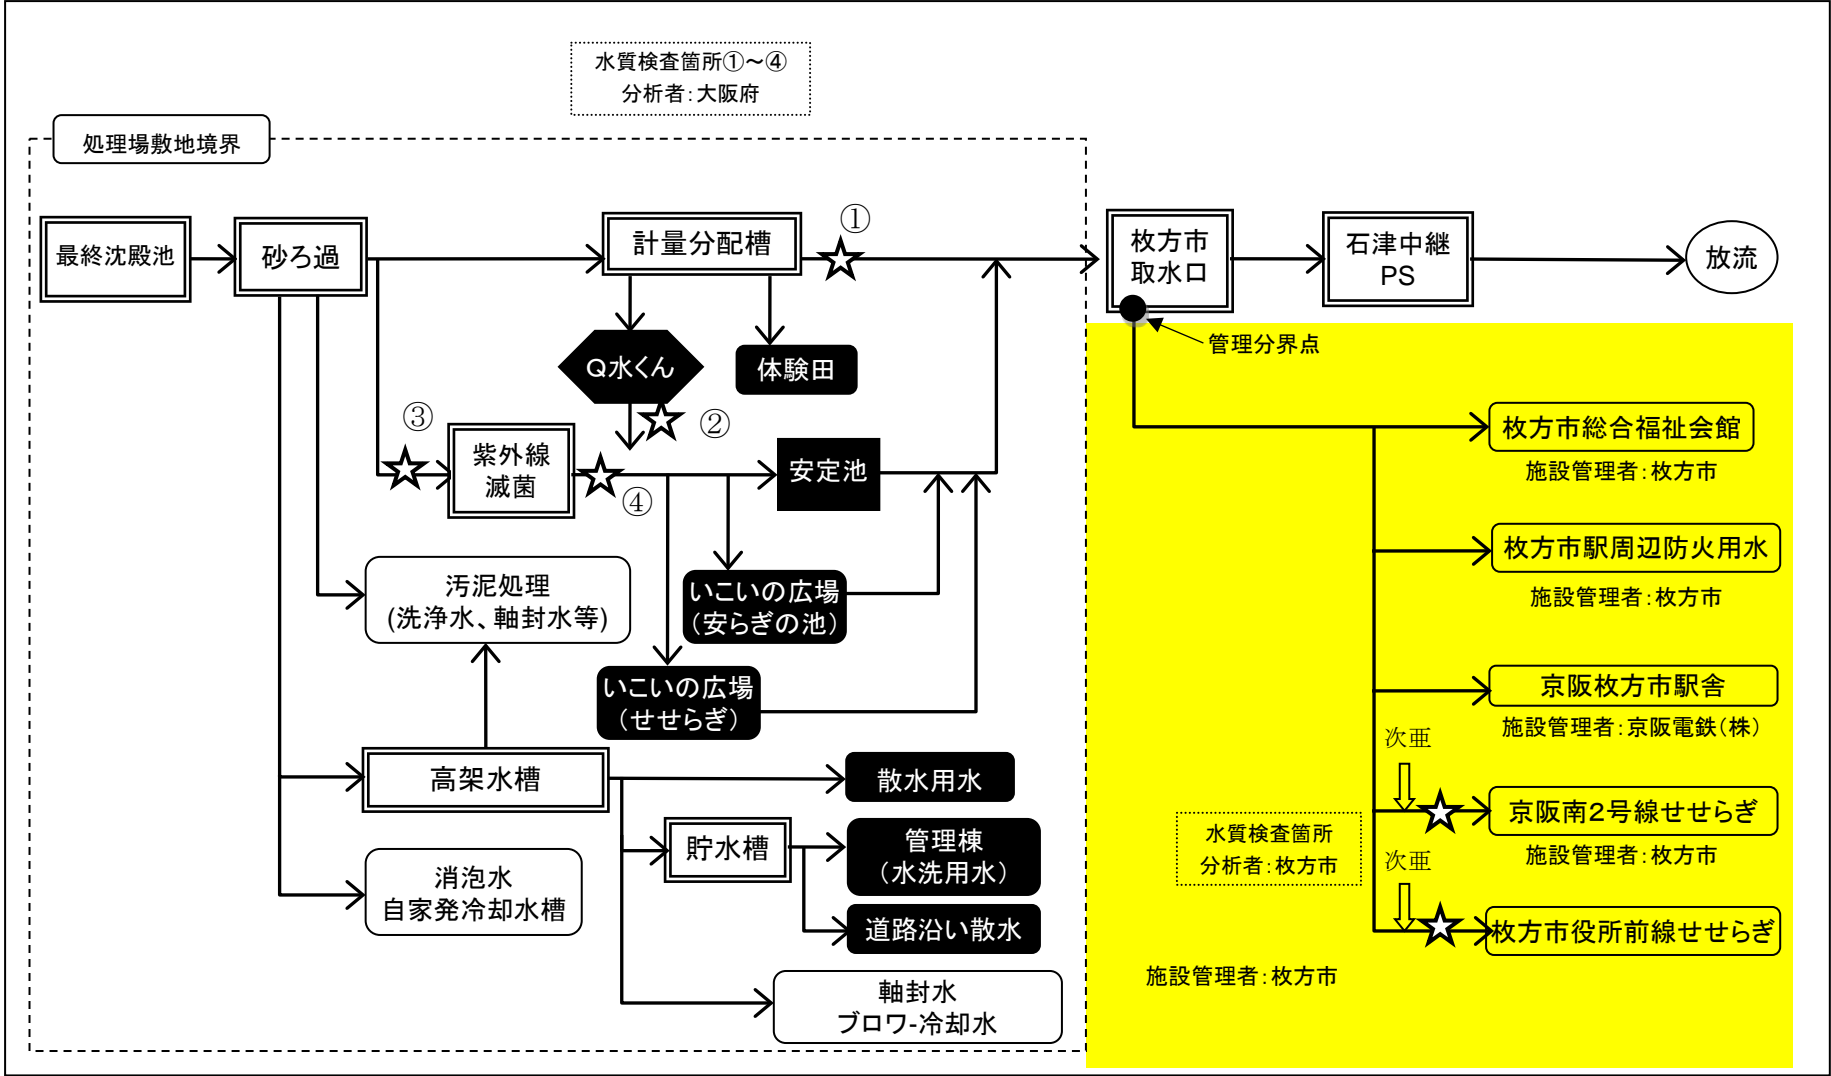 水質検査箇所①～④
分析者：大阪府
処理場敷地境界
最終沈殿池
砂ろ過
計量分配槽
①
枚方市
取水口
石津中継
PS
放流
管理分界点
Q水くん
体験田
②
③
紫外線
滅菌
④
安定池
枚方市総合福祉会館
施設管理者：枚方市
枚方市駅周辺防火用水
施設管理者：枚方市
汚泥処理
(洗浄水、軸封水等)
いこいの広場
（安らぎの池）
いこいの広場
（せせらぎ）
京阪枚方市駅舎
施設管理者：京阪電鉄（株）
次亜
高架水槽
散水用水
京阪南２号線せせらぎ
施設管理者：枚方市
水質検査箇所
分析者：枚方市
次亜
貯水槽
管理棟
（水洗用水）
消泡水
自家発冷却水槽
道路沿い散水
枚方市役所前線せせらぎ
施設管理者：枚方市
軸封水
ブロワ-冷却水